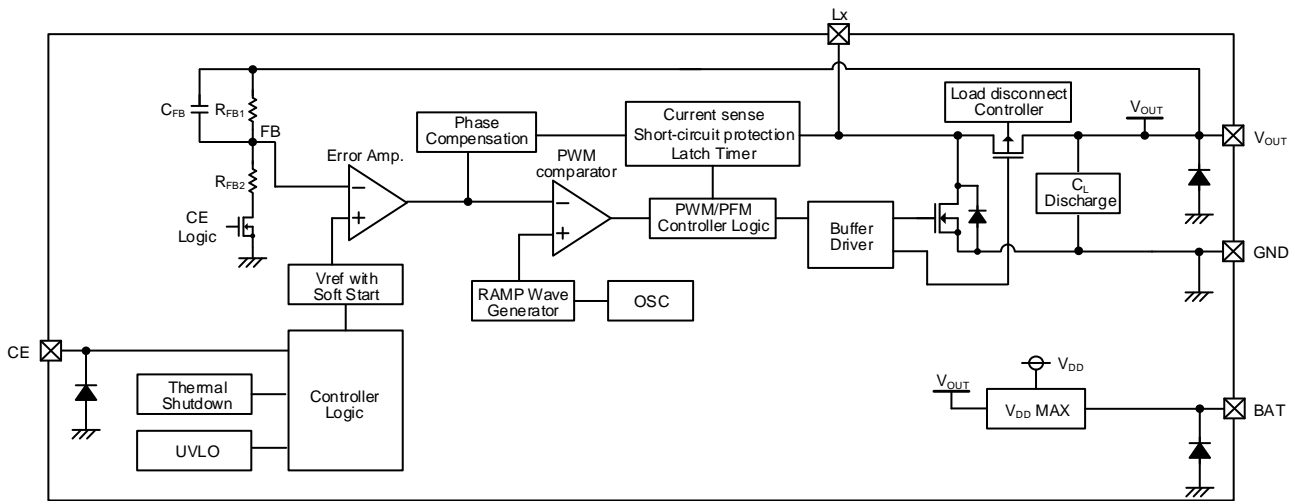 Lx
CFB
RFB1
FB
RFB2
CE
Logic
Error Amp.
Phase
Compensation
PWM
comparator
Current sense
Short-circuit protection
Latch Timer
Load disconnect
Controller
VOUT
VOUT
CL
Discharge
PWM/PFM
Controller Logic
Buffer
Driver
GND
Vref with
Soft Start
RAMP Wave
Generator
OSC
CE
Thermal
Shutdown
UVLO
Controller
Logic
VDD
VOUT
VDD MAX
BAT